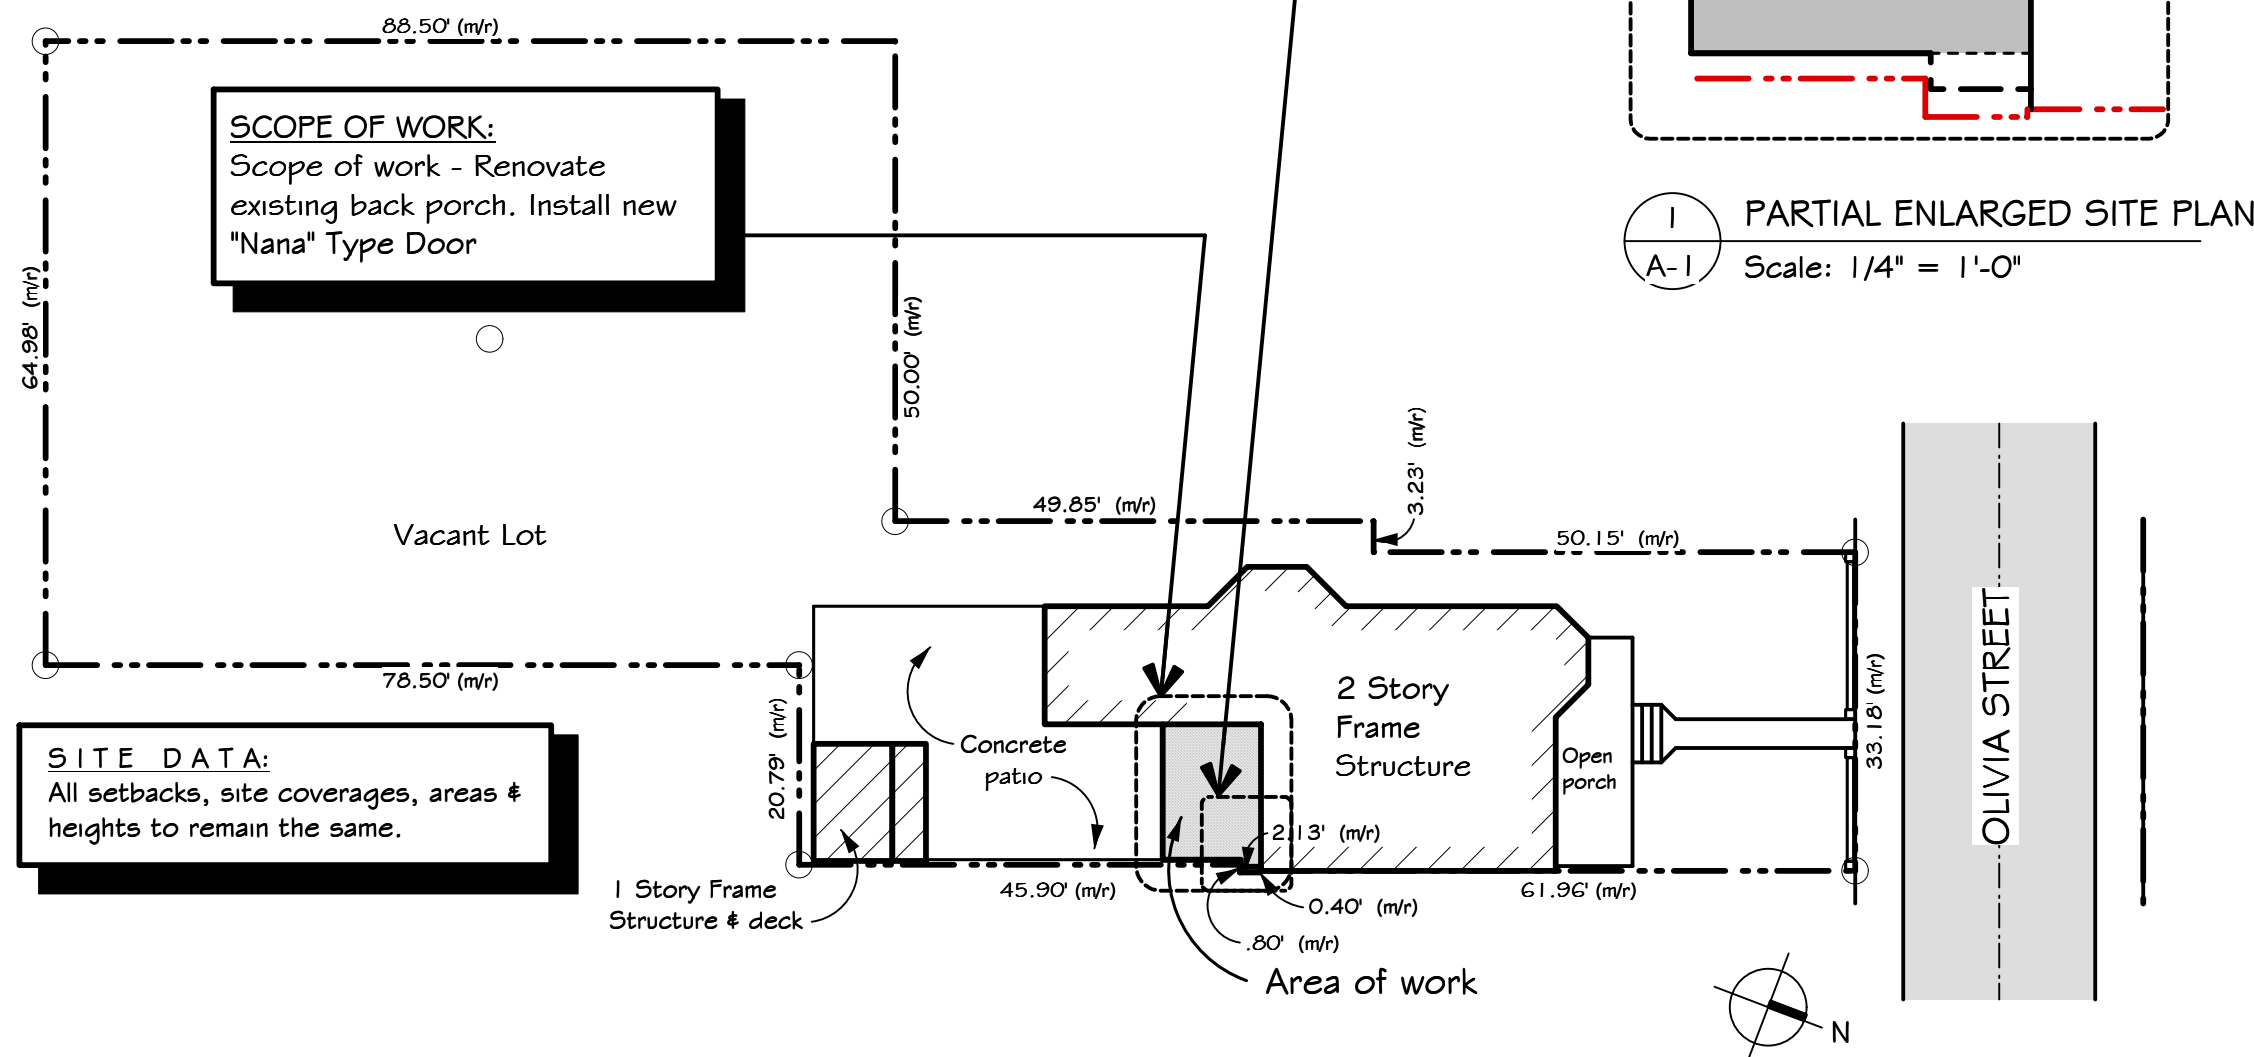 88.50' (m/r)
SCOPE OF WORK:
Scope of work - Renovate
existing back porch. Install new
"Nana" Type Door
64.98' (m/r)
50.00' (m/r)
1
A-1
PARTIAL ENLARGED SITE PLAN
Scale: 1/4" = 1'-0"
Vacant Lot
49.85' (m/r)
3.23' (m/r)
50.15' (m/r)
78.50' (m/r)
20.79' (m/r)
SITE DATA:
All setbacks, site coverages, areas &
heights to remain the same.
Concrete
patio
2 Story
Frame
Structure
Open
porch
33.18' (m/r)
OLIVIA STREET
2.13' (m/r)
1 Story Frame
Structure & deck
45.90' (m/r)
61.96' (m/r)
0.40' (m/r)
.80' (m/r)
Area of work
N